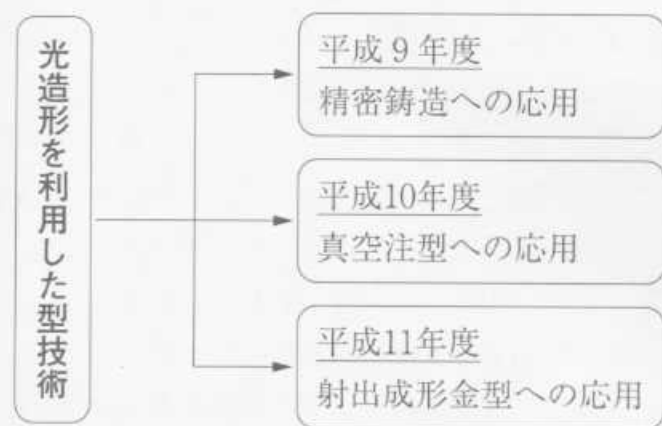 光造形を利用した型技術
平成９年度
精密鋳造への応用
平成10年度
真空注型への応用
平成11年度
射出成形金型への応用